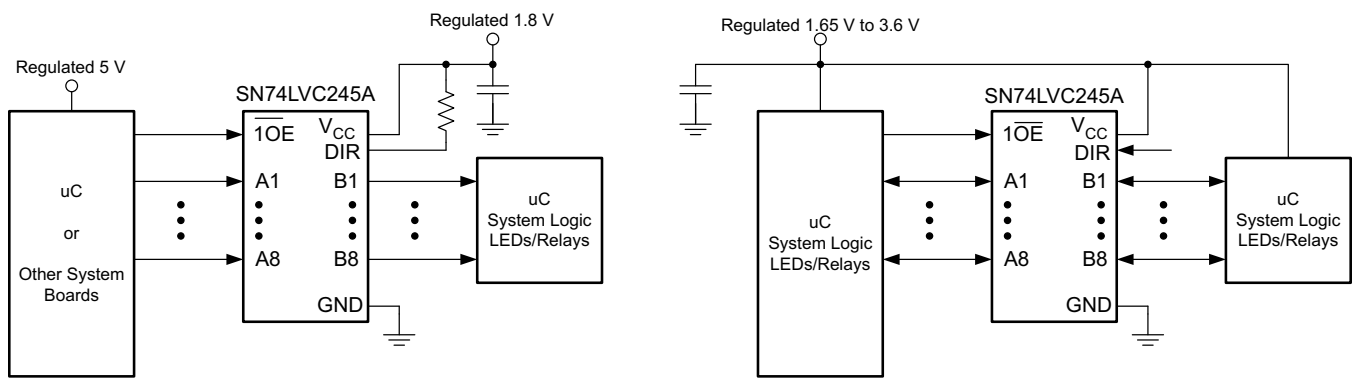 Regulated 1.8 V
Regulated 5 V
SN74LVC245A
1O̅E̅
VCC
DIR
A1
B1
A8
B8
GND
uC
or
Other System
Boards
uC
System Logic
LEDs/Relays
Regulated 1.65 V to 3.6 V
SN74LVC245A
1O̅E̅
VCC
DIR
A1
B1
A8
B8
GND
uC
System Logic
LEDs/Relays
uC
System Logic
LEDs/Relays